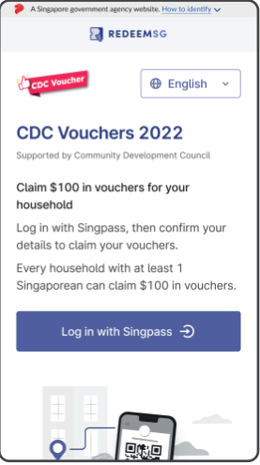 A Singapore government agency website. How to identify
REDEEMSG
CDC Voucher
English
CDC Vouchers 2022
Supported by Community Development Council
Claim $100 in vouchers for your
household
Log in with Singpass, then confirm your
details to claim your vouchers.
Every household with at least 1
Singaporean can claim $100 in vouchers.
Log in with Singpass